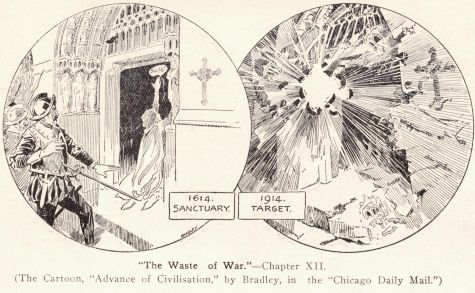 1614.
SANCTUARY.
1914.
TARGET.
"The Waste of War."—Chapter XII.
(The Cartoon, "Advance of Civilisation," by Bradley, in the "Chicago Daily Mail.")